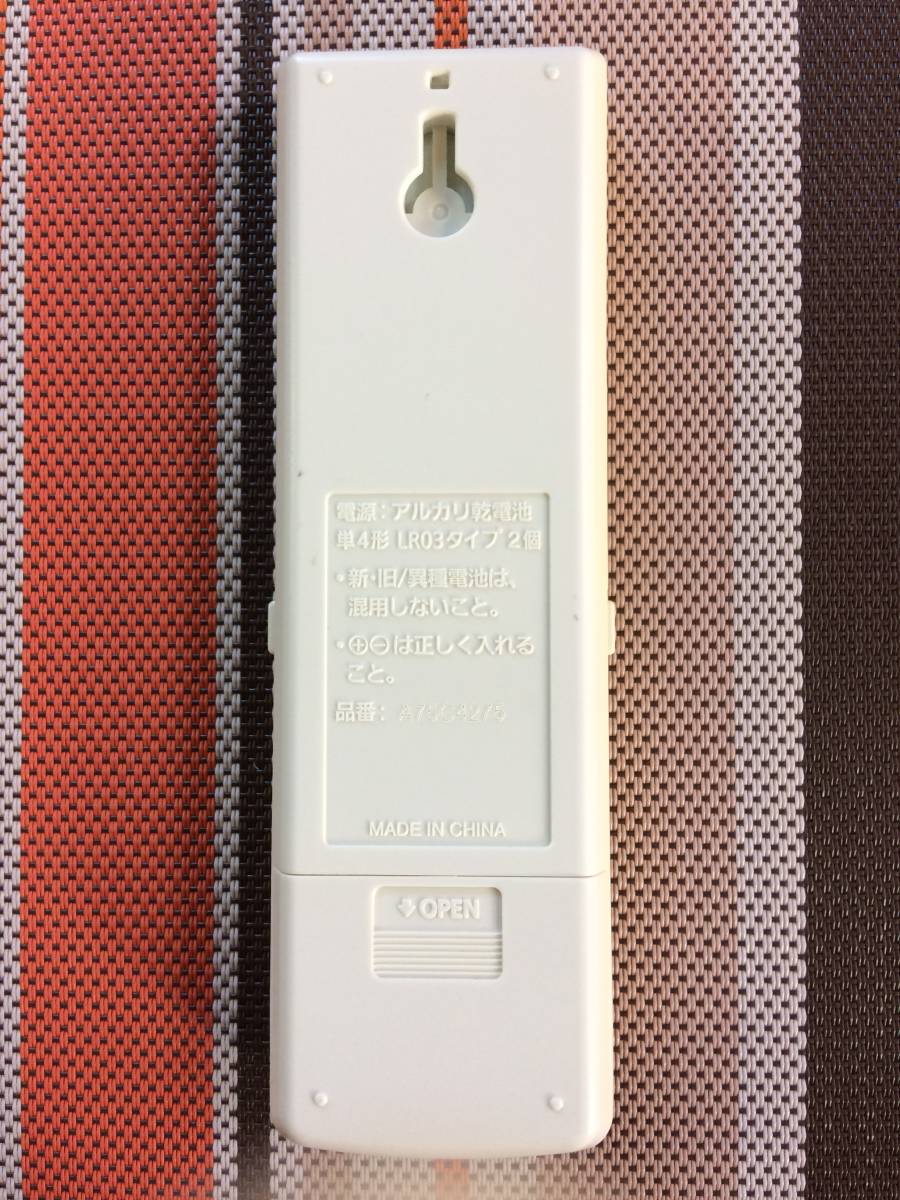 電源：アルカリ乾電池
単4形 LR03タイプ 2個
・新・旧/異種電池は、
混用しないこと。
・⊕⊖は正しく入れる
こと。
品番： A75C4275
MADE IN CHINA
OPEN